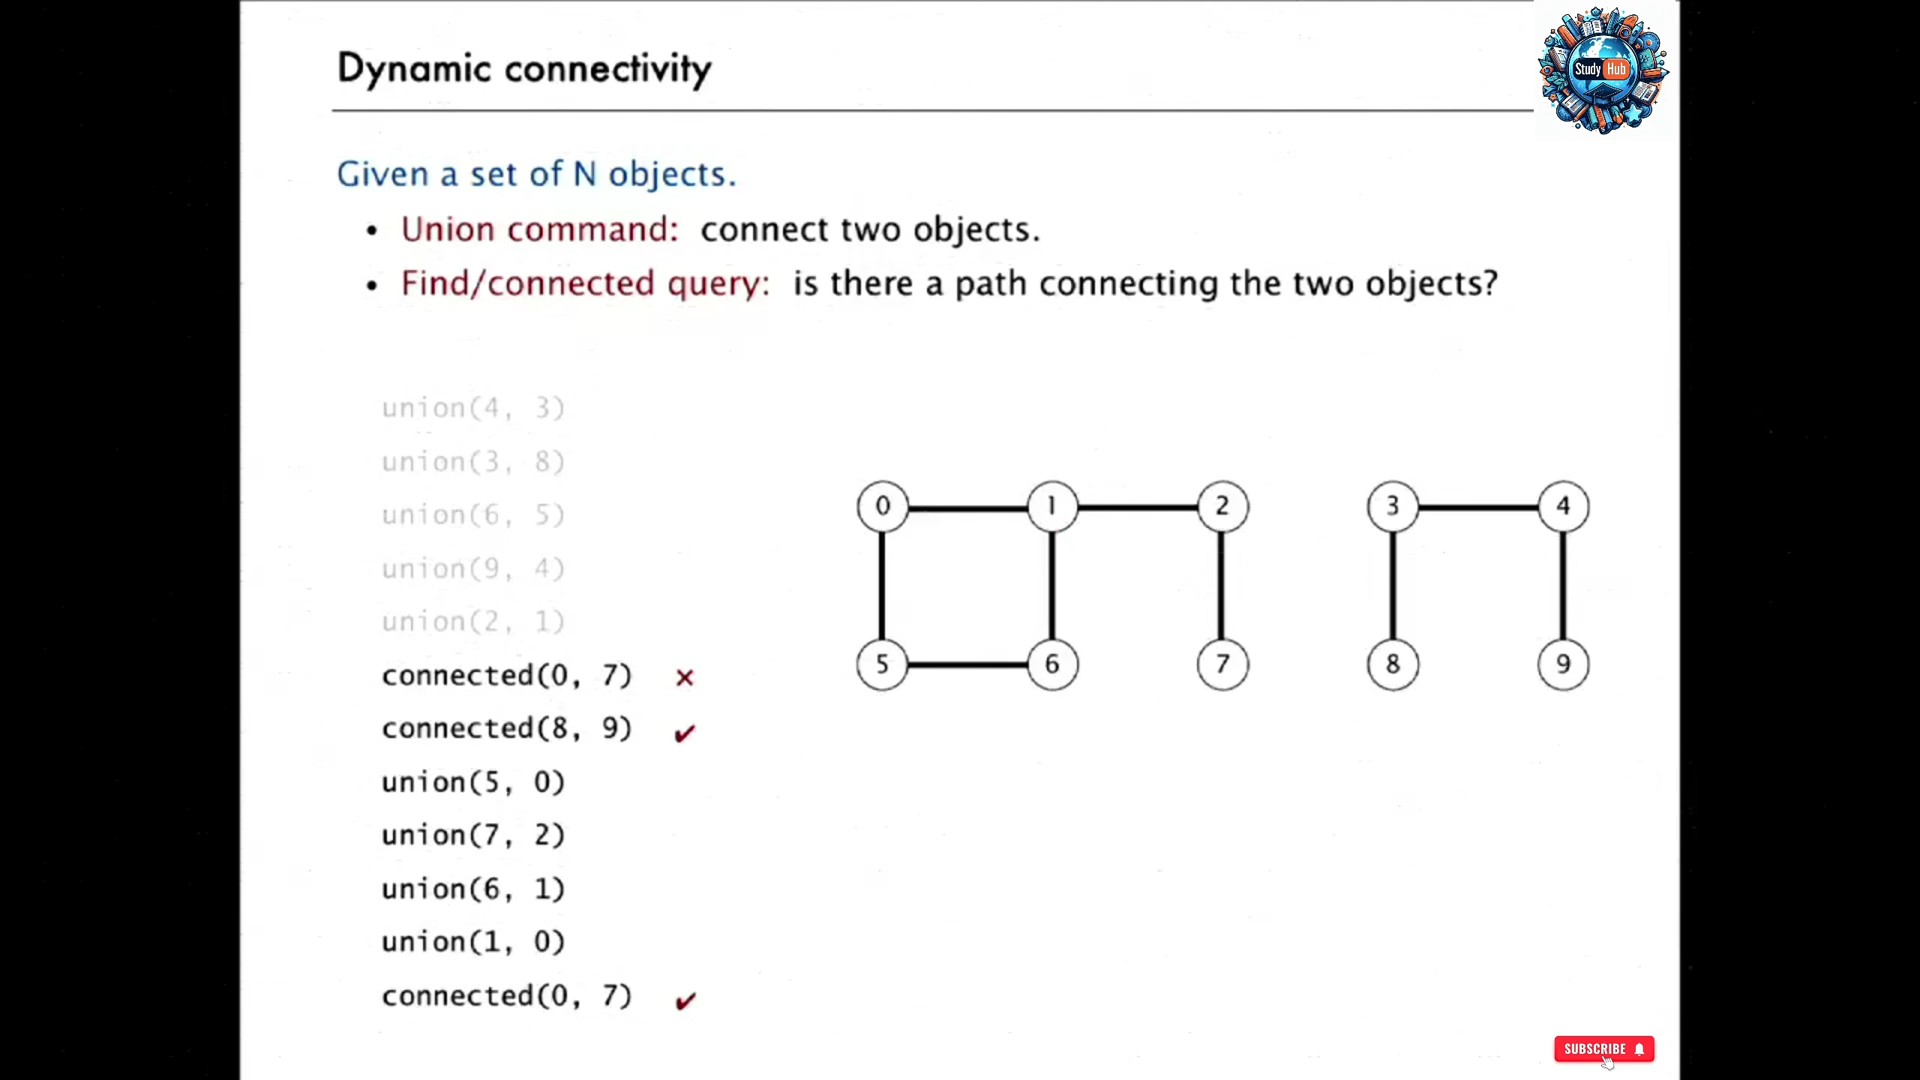 Dynamic connectivity
Study Hub
Given a set of N objects.
• Union command: connect two objects.
• Find/connected query: is there a path connecting the two objects?
union(4, 3)
union(3, 8)
union(6, 5)
union(9, 4)
union(2, 1)
connected(0, 7) ×
connected(8, 9) ✔
union(5, 0)
union(7, 2)
union(6, 1)
union(1, 0)
connected(0, 7) ✔
0 1 2 3 4
5 6 7 8 9
SUBSCRIBE